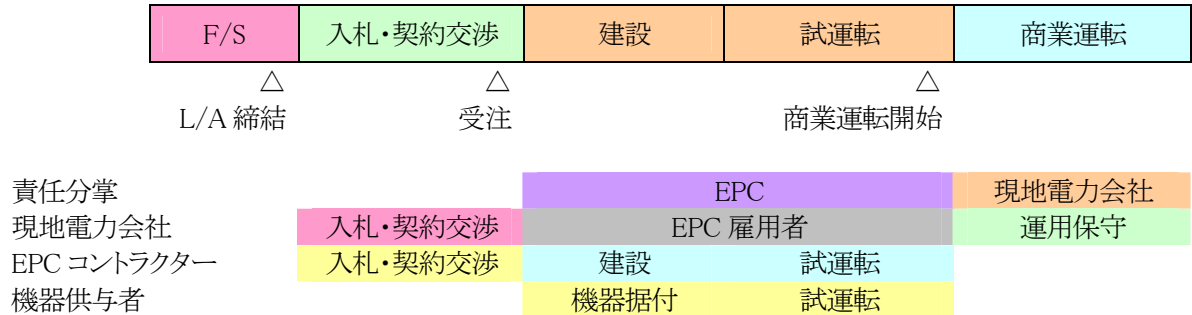 F/S 入札・契約交渉 建設 試運転 商業運転
△ △ △
L/A 締結 受注 商業運転開始
責任分掌 EPC 現地電力会社
現地電力会社 入札・契約交渉 EPC 雇用者 運用保守
EPC コントラクター 入札・契約交渉 建設 試運転
機器供与者 機器据付 試運転